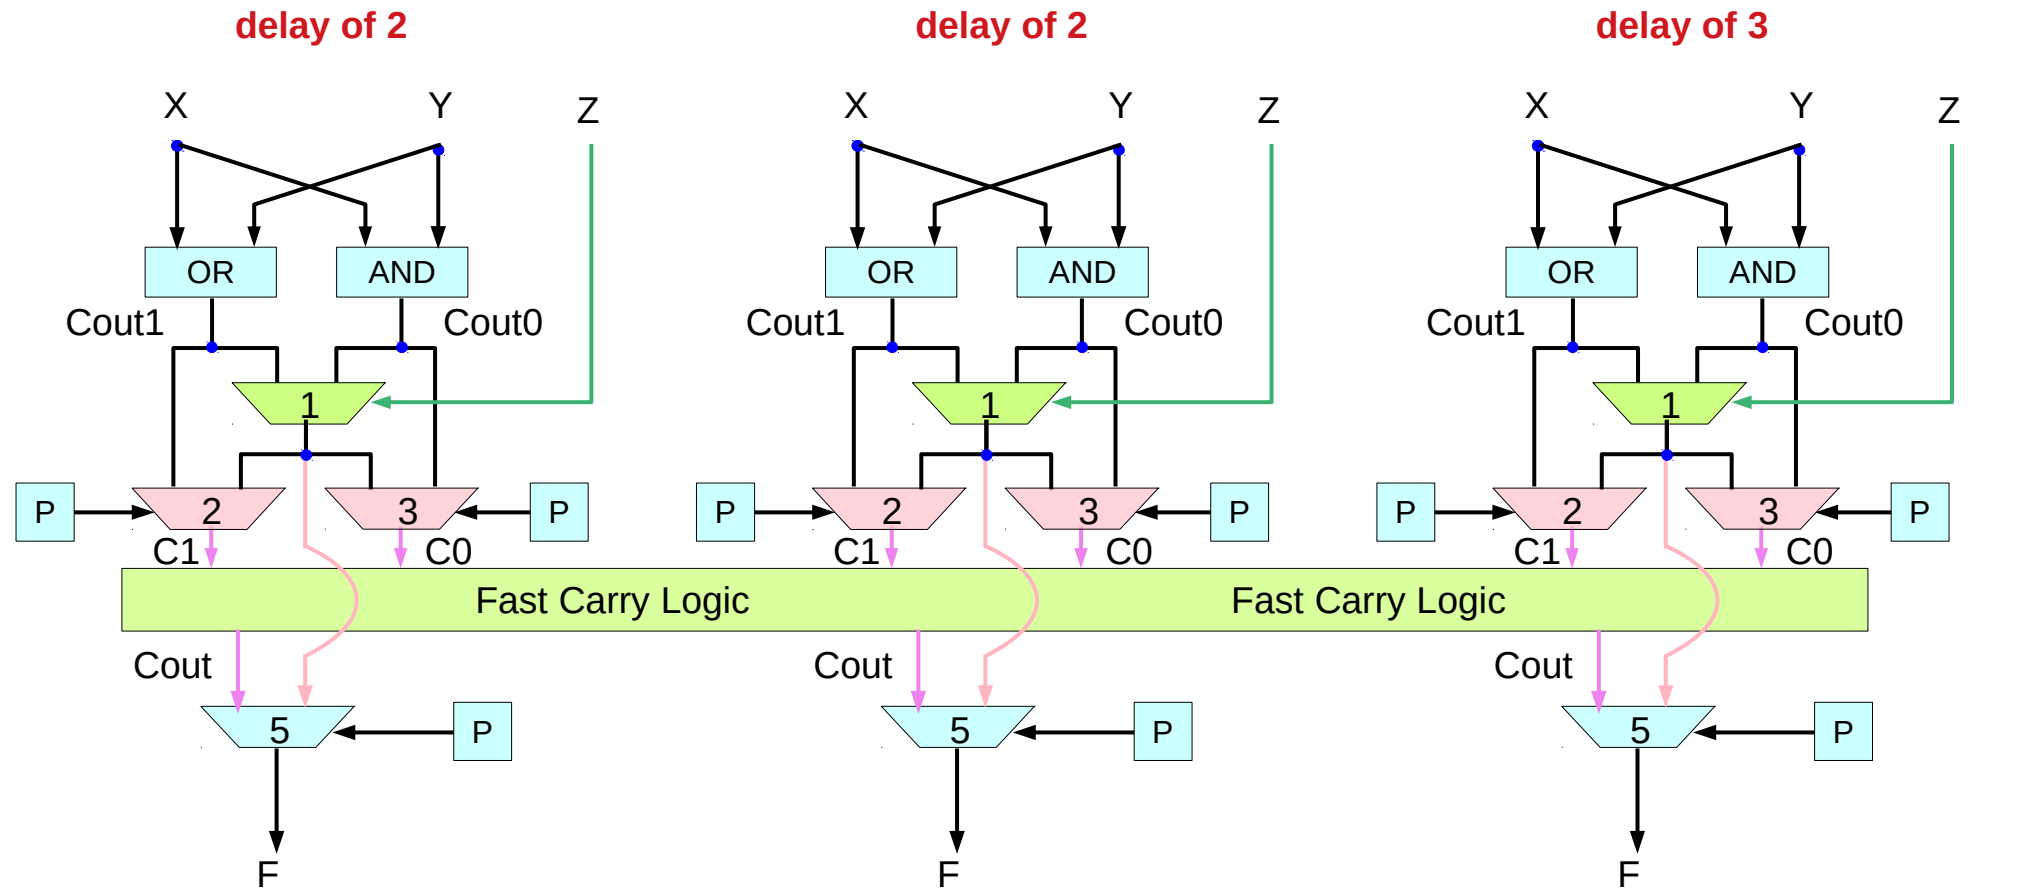 delay of 2 delay of 2 delay of 3
X Y Z X Y Z X Y Z
OR AND OR AND OR AND
Cout1 Cout0 Cout1 Cout0 Cout1 Cout0
1 1 1
P 2 3 P P 2 3 P P 2 3 P
C1 C0 C1 C0 C1 C0
Fast Carry Logic Fast Carry Logic
Cout Cout Cout
5 P 5 P 5 P
F F F